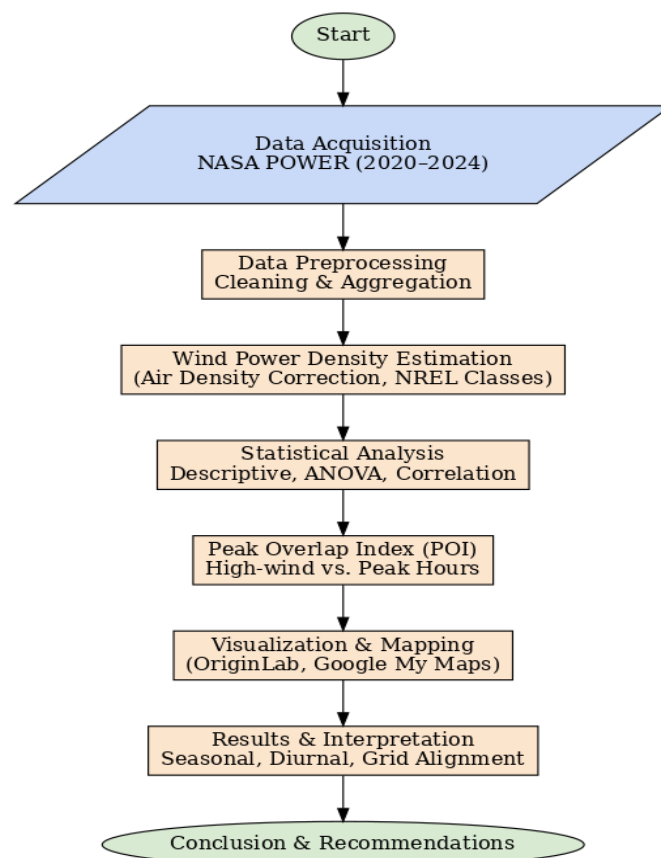 Start
Data Acquisition
NASA POWER (2020–2024)
Data Preprocessing
Cleaning & Aggregation
Wind Power Density Estimation
(Air Density Correction, NREL Classes)
Statistical Analysis
Descriptive, ANOVA, Correlation
Peak Overlap Index (POI)
High-wind vs. Peak Hours
Visualization & Mapping
(OriginLab, Google My Maps)
Results & Interpretation
Seasonal, Diurnal, Grid Alignment
Conclusion & Recommendations